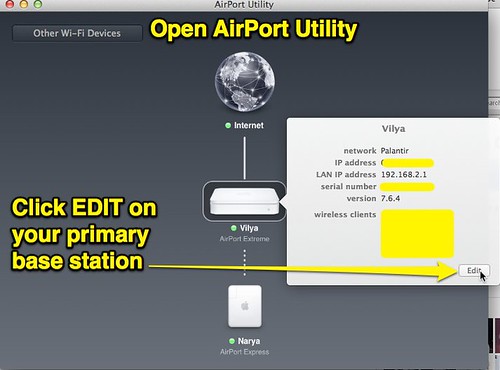 AirPort Utility
Other Wi-Fi Devices
Open AirPort Utility
Internet
Vilya
network Palantir
IP address
LAN IP address 192.168.2.1
serial number
version 7.6.4
wireless clients
Edit
Click EDIT on
your primary
base station
Vilya
AirPort Extreme
Narya
AirPort Express